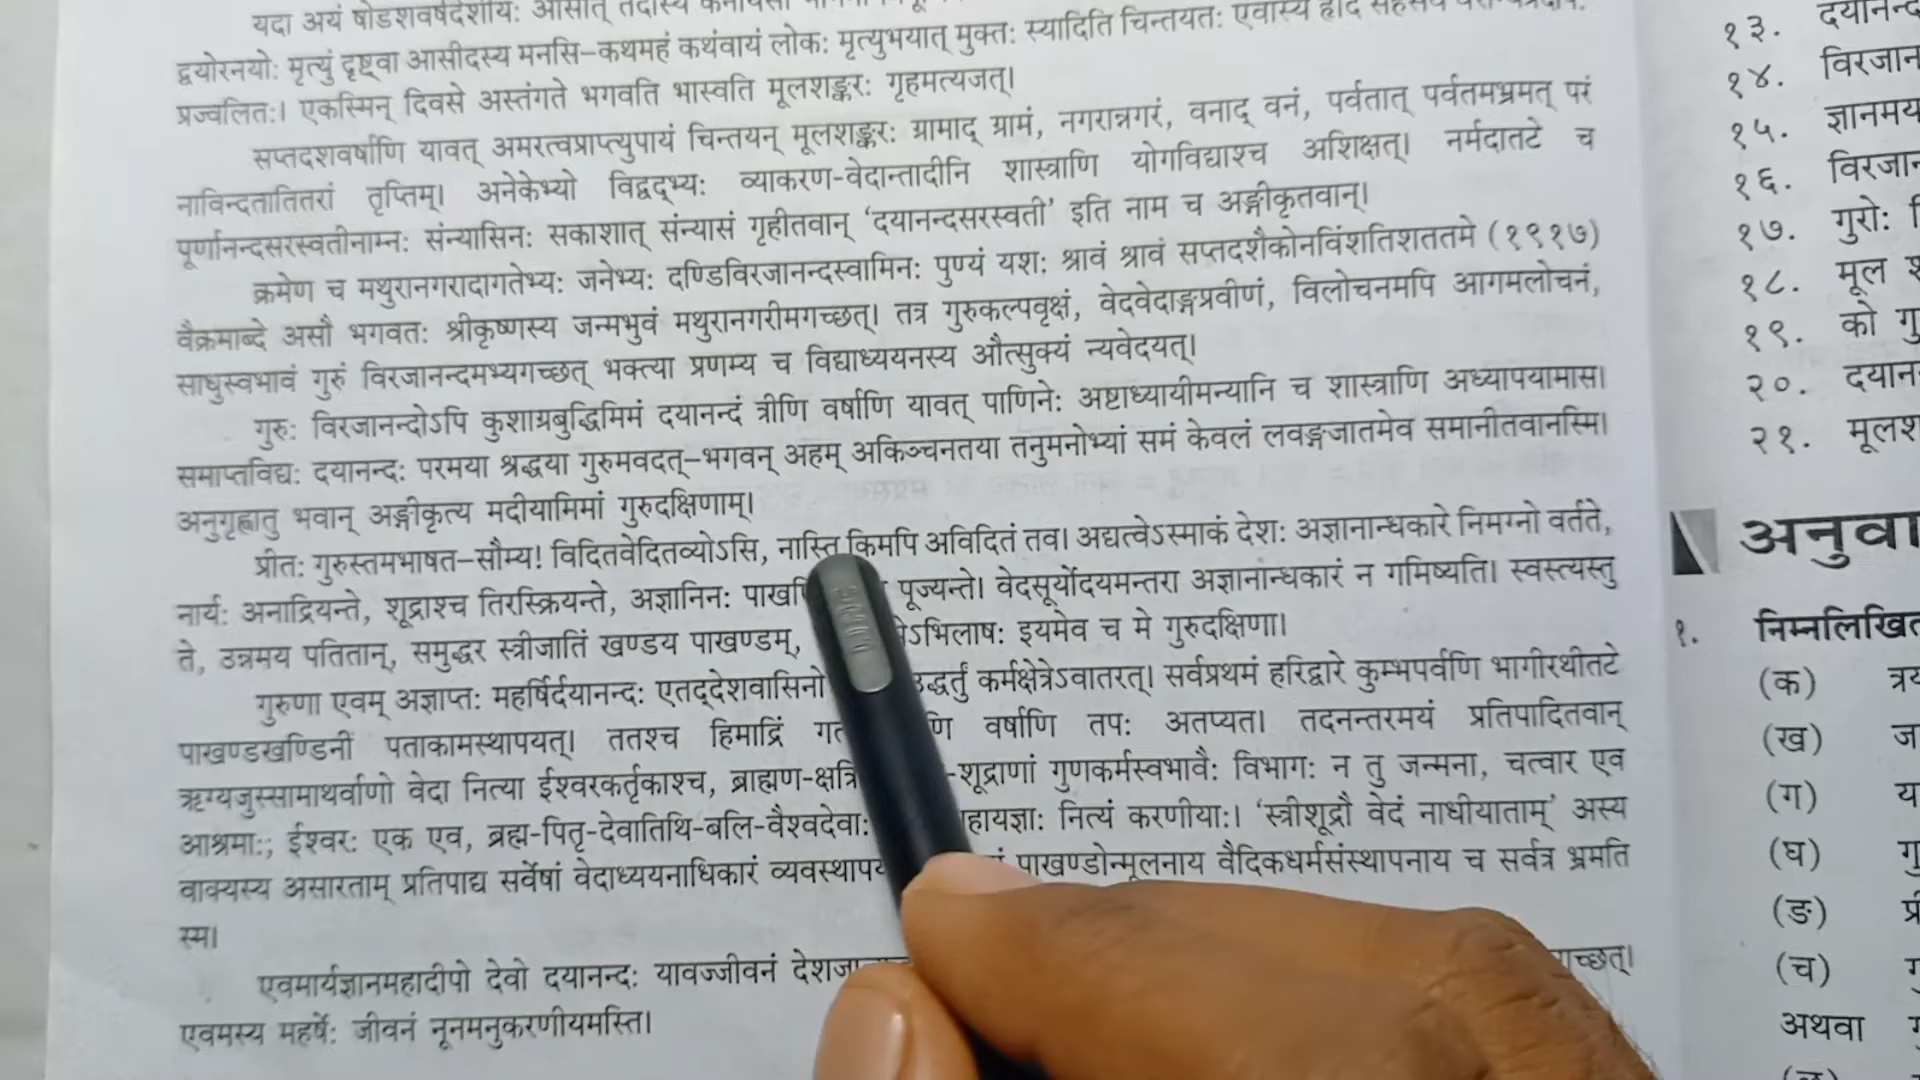 यदा अयं षोडशवर्षदेशीयः आसीत् तदास्य
द्वयोरनयोः मृत्युं दृष्ट्वा आसीदस्य मनसि–कथमहं कथंवायं लोकः मृत्युभयात् मुक्तः स्यादिति चिन्तयतः एवास्य हृदि
प्रज्वलितः। एकस्मिन् दिवसे अस्तंगते भगवति भास्वति मूलशङ्करः गृहमत्यजत्।
सप्तदशवर्षाणि यावत् अमरत्वप्राप्त्युपायं चिन्तयन् मूलशङ्करः ग्रामाद् ग्रामं, नगरान्नगरं, वनाद् वनं, पर्वतात् पर्वतमभ्रमत् परं
नाविन्दतातितरां तृप्तिम्। अनेकेभ्यो विद्वद्भ्यः व्याकरण-वेदान्तादीनि शास्त्राणि योगविद्याश्च अशिक्षत्। नर्मदातटे च
पूर्णानन्दसरस्वतीनाम्नः संन्यासिनः सकाशात् संन्यासं गृहीतवान् ‘दयानन्दसरस्वती’ इति नाम च अङ्गीकृतवान्।
क्रमेण च मथुरानगरादागतेभ्यः जनेभ्यः दण्डिविरजानन्दस्वामिनः पुण्यं यशः श्रावं श्रावं सप्तदशैकोनविंशतिशततमे (१९१७)
वैक्रमाब्दे असौ भगवतः श्रीकृष्णस्य जन्मभुवं मथुरानगरीमगच्छत्। तत्र गुरुकल्पवृक्षं, वेदवेदाङ्गप्रवीणं, विलोचनमपि आगमलोचनं,
साधुस्वभावं गुरुं विरजानन्दमभ्यगच्छत् भक्त्या प्रणम्य च विद्याध्ययनस्य औत्सुक्यं न्यवेदयत्।
गुरुः विरजानन्दोऽपि कुशाग्रबुद्धिमिमं दयानन्दं त्रीणि वर्षाणि यावत् पाणिनेः अष्टाध्यायीमन्यानि च शास्त्राणि अध्यापयामास।
समाप्तविद्यः दयानन्दः परमया श्रद्धया गुरुमवदत्–भगवन् अहम् अकिञ्चनतया तनुमनोभ्यां समं केवलं लवङ्गजातमेव समानीतवानस्मि।
अनुगृह्णातु भवान् अङ्गीकृत्य मदीयामिमां गुरुदक्षिणाम्।
प्रीतः गुरुस्तमभाषत–सौम्य! विदितवेदितव्योऽसि, नास्ति किमपि अविदितं तव। अद्यत्वेऽस्माकं देशः अज्ञानान्धकारे निमग्नो वर्तते,
नार्यः अनाद्रियन्ते, शूद्राश्च तिरस्क्रियन्ते, अज्ञानिनः पूज्यन्ते। वेदसूर्योदयमन्तरा अज्ञानान्धकारं न गमिष्यति। स्वस्त्यस्तु
ते, उन्नमय पतितान्, समुद्धर स्त्रीजातिं खण्डय पाखण्डम्, ऽभिलाषः इयमेव च मे गुरुदक्षिणा।
गुरुणा एवम् अज्ञाप्तः महर्षिर्दयानन्दः एतद्देशवासिनो कर्मक्षेत्रेऽवातरत्। सर्वप्रथमं हरिद्वारे कुम्भपर्वणि भागीरथीतटे
पाखण्डखण्डिनीं पताकामस्थापयत्। ततश्च हिमाद्रिं वर्षाणि तपः अतप्यत। तदनन्तरमयं प्रतिपादितवान्
ऋग्यजुस्सामाथर्वाणो वेदा नित्या ईश्वरकर्तृकाश्च, ब्राह्मण-क्षत्रि -शूद्राणां गुणकर्मस्वभावैः विभागः न तु जन्मना, चत्वार एव
आश्रमाः; ईश्वरः एक एव, ब्रह्म-पितृ-देवातिथि-बलि-वैश्वदेवाः हायज्ञाः नित्यं करणीयाः। ‘स्त्रीशूद्रौ वेदं नाधीयाताम्’ अस्य
वाक्यस्य असारताम् प्रतिपाद्य सर्वेषां वेदाध्ययनाधिकारं व्यवस्थापय पाखण्डोन्मूलनाय वैदिकधर्मसंस्थापनाय च सर्वत्र भ्रमति
स्म।
एवमार्यज्ञानमहादीपो देवो दयानन्दः यावज्जीवनं देशजा च्छत्।
एवमस्य महर्षेः जीवनं नूनमनुकरणीयमस्ति।
१३. दयानन्द
१४. विरजान
१५. ज्ञानमय
१६. विरजान
१७. गुरोः
१८. मूल
१९. को गु
२०. दयान
२१. मूलश
अनुवा
१. निम्नलिखित
(क) त्रय
(ख) ज
(ग) य
(घ) गु
(ङ) प्री
(च) गु
अथवा गु